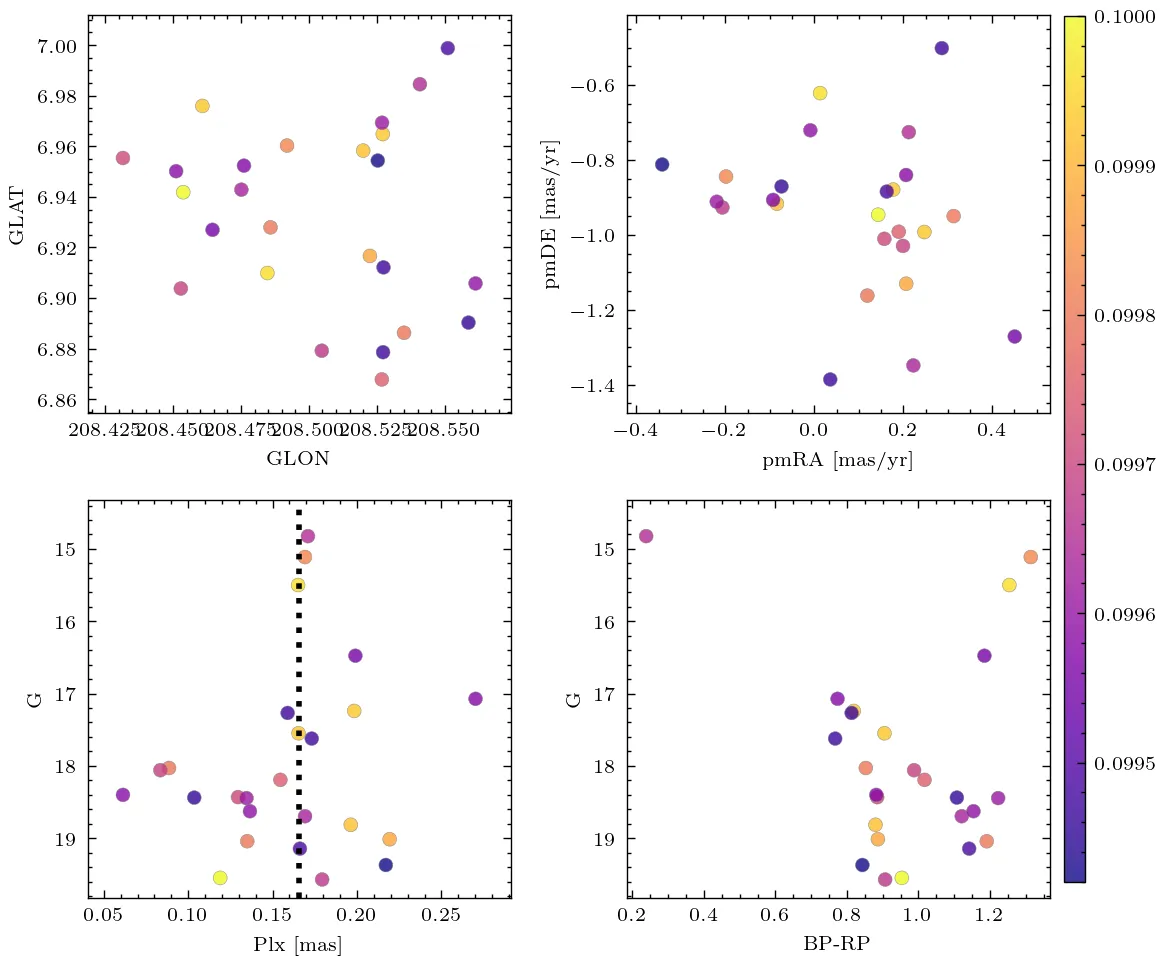 7.00
6.98
6.96
6.94
6.92
6.90
6.88
6.86
GLAT
208.425 208.450 208.475 208.500 208.525 208.550
GLON
−0.6
−0.8
−1.0
−1.2
−1.4
pmDE [mas/yr]
−0.4 −0.2 0.0 0.2 0.4
pmRA [mas/yr]
15
16
17
18
19
G
0.05 0.10 0.15 0.20 0.25
Plx [mas]
15
16
17
18
19
G
0.2 0.4 0.6 0.8 1.0 1.2
BP-RP
0.1000
0.0999
0.0998
0.0997
0.0996
0.0995